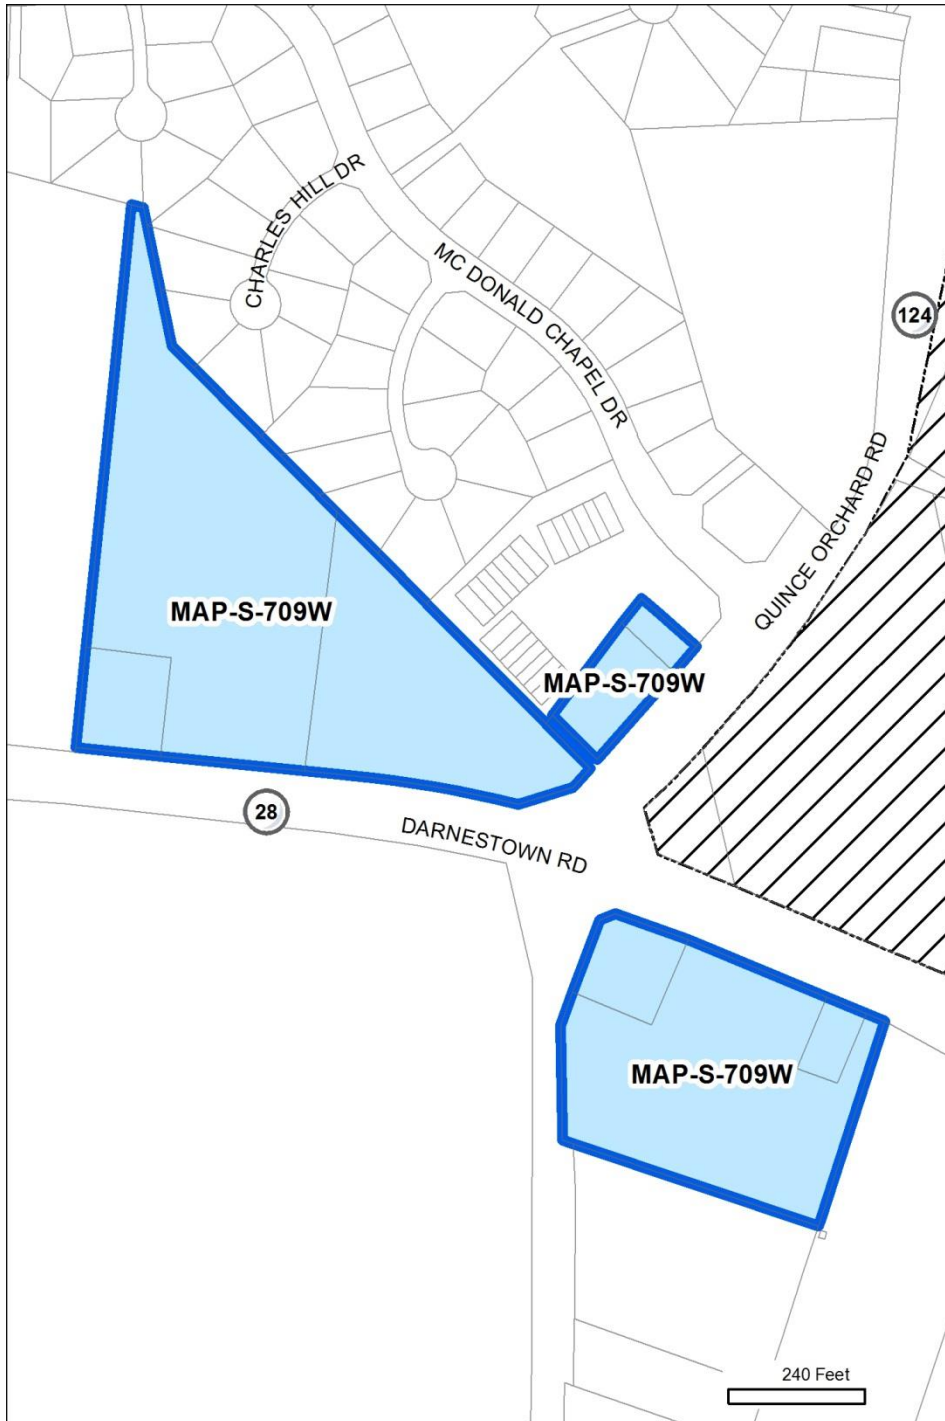 CHARLES HILL DR
MC DONALD CHAPEL DR
124
QUINCE ORCHARD RD
MAP-S-709W
MAP-S-709W
28
DARNESTOWN RD
MAP-S-709W
240 Feet